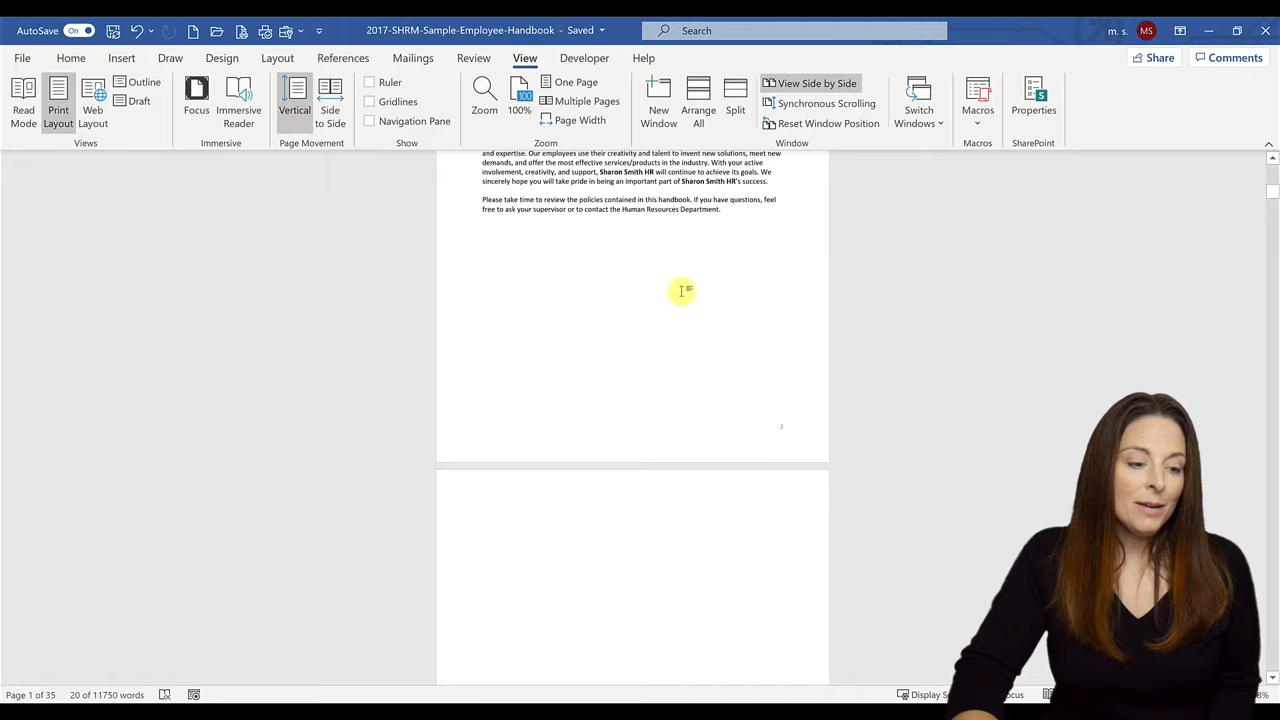 AutoSave On 2017-SHRM-Sample-Employee-Handbook - Saved Search m. s. MS
File Home Insert Draw Design Layout References Mailings Review View Developer Help Share Comments
Read Mode
Print Layout
Web Layout
Outline
Draft
Views
Focus
Immersive Reader
Immersive
Vertical
Side to Side
Page Movement
Ruler
Gridlines
Navigation Pane
Show
Zoom
100
100%
One Page
Multiple Pages
Page Width
Zoom
New Window
Arrange All
Split
View Side by Side
Synchronous Scrolling
Reset Window Position
Window
Switch Windows
Macros
Macros
Properties
SharePoint
and expertise. Our employees use their creativity and talent to invent new solutions, meet new
demands, and offer the most effective services/products in the industry. With your active
involvement, creativity, and support, Sharon Smith HR will continue to achieve its goals. We
sincerely hope you will take pride in being an important part of Sharon Smith HR's success.
Please take time to review the policies contained in this handbook. If you have questions, feel
free to ask your supervisor or to contact the Human Resources Department.
2
Page 1 of 35 20 of 11750 words Display